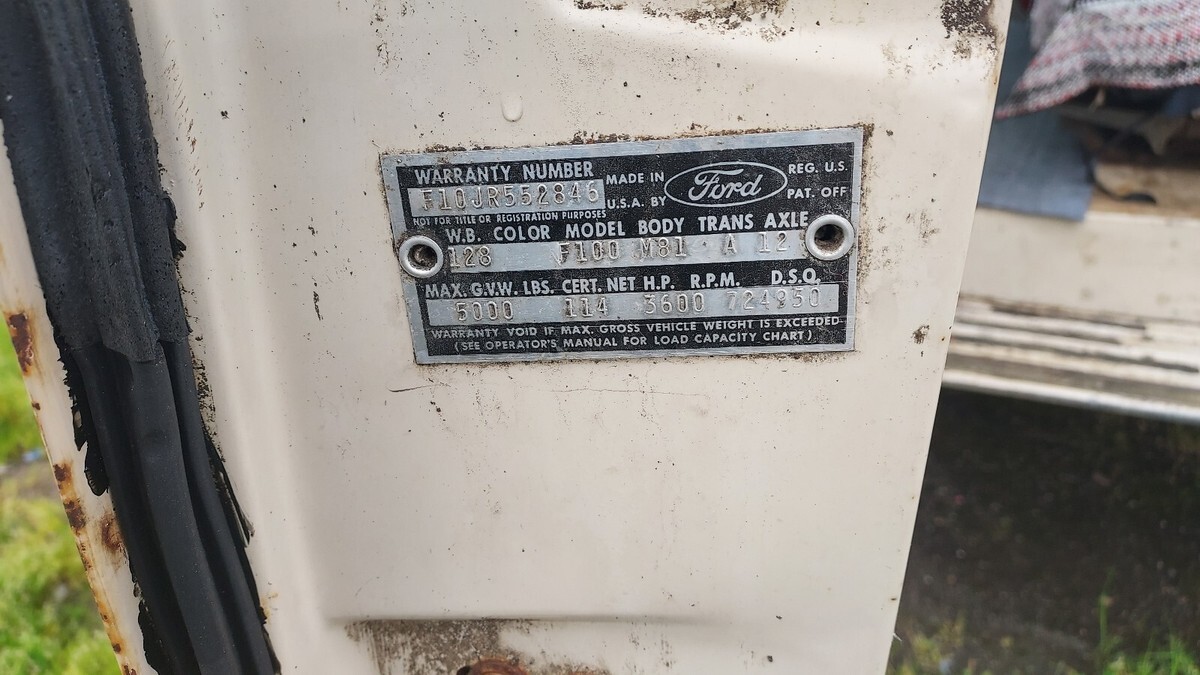 WARRANTY NUMBER
F10JR552846
MADE IN
U.S.A. BY
Ford
REG. U.S.
PAT. OFF
NOT FOR TITLE OR REGISTRATION PURPOSES
W.B. COLOR MODEL BODY TRANS AXLE
128 F100 M81 A 12
MAX. G.V.W. LBS. CERT. NET H.P. R.P.M. D.S.O.
5000 114 3600 724950
WARRANTY VOID IF MAX. GROSS VEHICLE WEIGHT IS EXCEEDED
(SEE OPERATOR'S MANUAL FOR LOAD CAPACITY CHART)